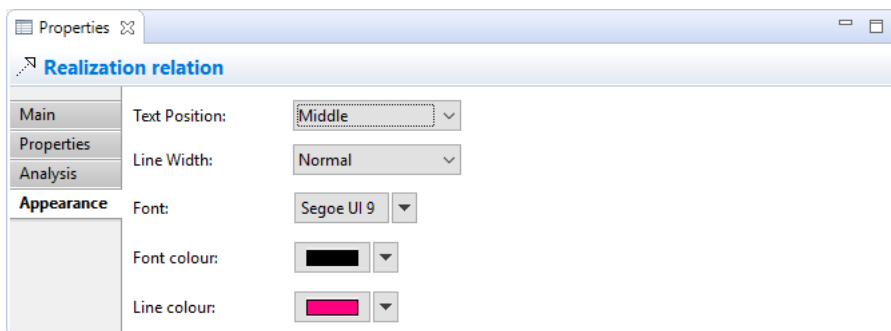 Properties
Realization relation
Main
Properties
Analysis
Appearance
Text Position: Middle
Line Width: Normal
Font: Segoe UI 9
Font colour:
Line colour: